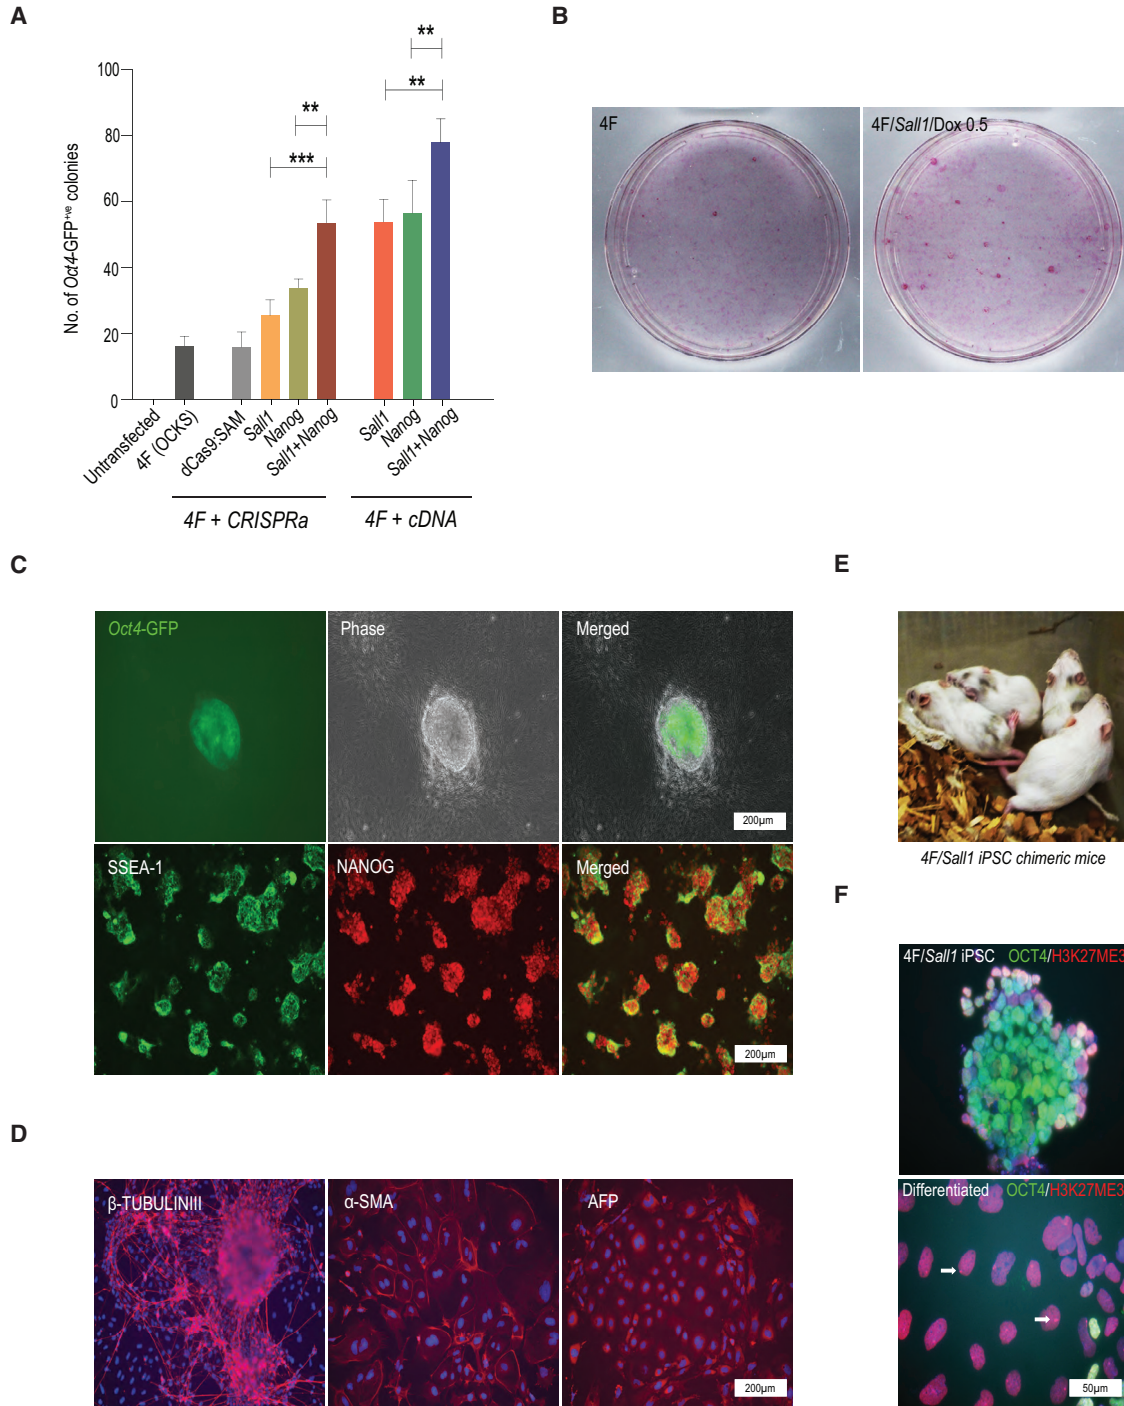 A
No. of Oct4-GFP+ve colonies
100
80
60
40
20
0
**
***
**
**
Untransfected
4F (OCKS)
dCas9:SAM
Sall1
Nanog
Sall1+Nanog
Sall1
Nanog
Sall1+Nanog
4F + CRISPRa
4F + cDNA
B
4F
4F/Sall1/Dox 0.5
C
Oct4-GFP
Phase
Merged
200µm
SSEA-1
NANOG
Merged
200µm
D
β-TUBULINIII
α-SMA
AFP
200µm
E
4F/Sall1 iPSC chimeric mice
F
4F/Sall1 iPSC OCT4/H3K27ME3
Differentiated OCT4/H3K27ME3
50µm